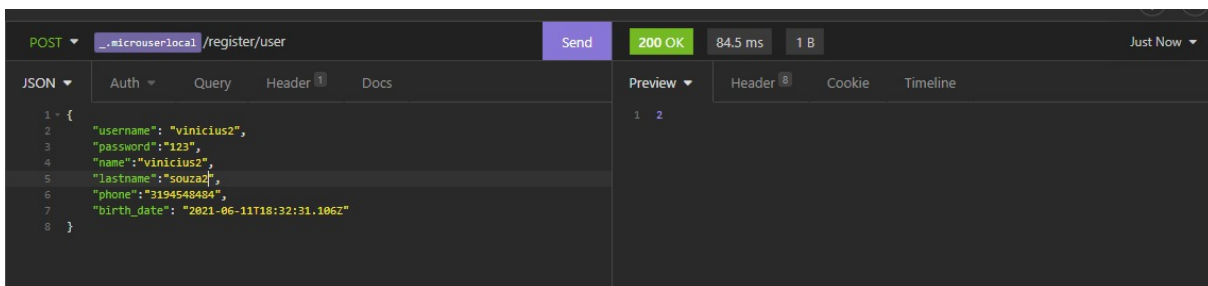 POST _.microuserlocal /register/user Send 200 OK 84.5 ms 1 B Just Now
JSON Auth Query Header 1 Docs Preview Header 8 Cookie Timeline
1 {
2 "username": "vinicius2",
3 "password":"123",
4 "name":"vinicius2",
5 "lastname":"souza2",
6 "phone":"3194548484",
7 "birth_date": "2021-06-11T18:32:31.106Z"
8 }
1 2